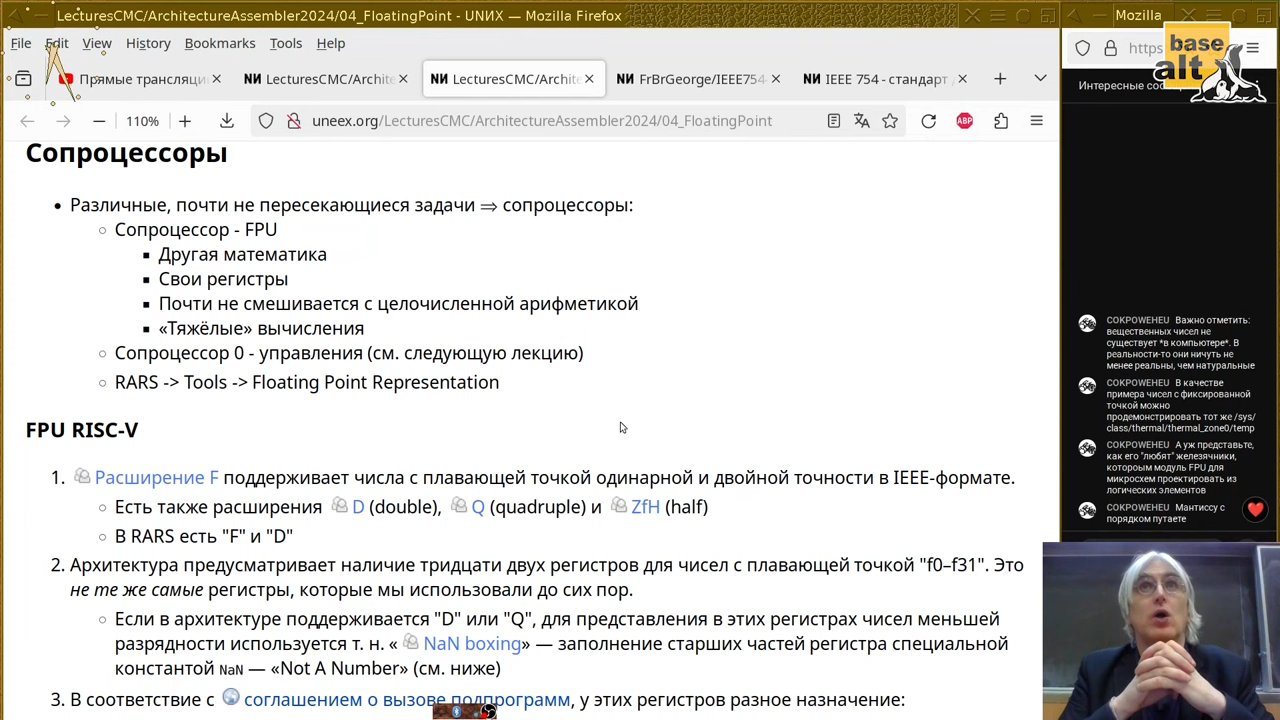 LecturesCMC/ArchitectureAssembler2024/04_FloatingPoint - UNИX — Mozilla Firefox
Mozilla
File Edit View History Bookmarks Tools Help
https
base
alt
Прямые трансляци
LecturesCMC/Archite
LecturesCMC/Archite
FrBrGeorge/IEEE754-
IEEE 754 - стандарт
Интересные соо
110%
uneex.org/LecturesCMC/ArchitectureAssembler2024/04_FloatingPoint
ABP
Сопроцессоры
Различные, почти не пересекающиеся задачи ⇒ сопроцессоры:
Сопроцессор - FPU
Другая математика
Свои регистры
Почти не смешивается с целочисленной арифметикой
«Тяжёлые» вычисления
Сопроцессор 0 - управления (см. следующую лекцию)
RARS -> Tools -> Floating Point Representation
FPU RISC-V
1. Расширение F поддерживает числа с плавающей точкой одинарной и двойной точности в IEEE-формате.
Есть также расширения D (double), Q (quadruple) и ZfH (half)
В RARS есть "F" и "D"
2. Архитектура предусматривает наличие тридцати двух регистров для чисел с плавающей точкой "f0–f31". Это
не те же самые регистры, которые мы использовали до сих пор.
Если в архитектуре поддерживается "D" или "Q", для представления в этих регистрах чисел меньшей
разрядности используется т. н. « NaN boxing» — заполнение старших частей регистра специальной
константой NaN — «Not A Number» (см. ниже)
3. В соответствие с соглашением о вызове подпрограмм, у этих регистров разное назначение:
COKPOWEHEU Важно отметить:
вещественных чисел не
существует *в компьютере*. В
реальности-то они ничуть не
менее реальны, чем натуральные
COKPOWEHEU В качестве
примера чисел с фиксированной
точкой можно
продемонстрировать тот же /sys/
class/thermal/thermal_zone0/temp
COKPOWEHEU А уж представьте,
как его "любят" железячники,
которым модуль FPU для
микросхем проектировать из
логических элементов
COKPOWEHEU Мантиссу с
порядком путаете